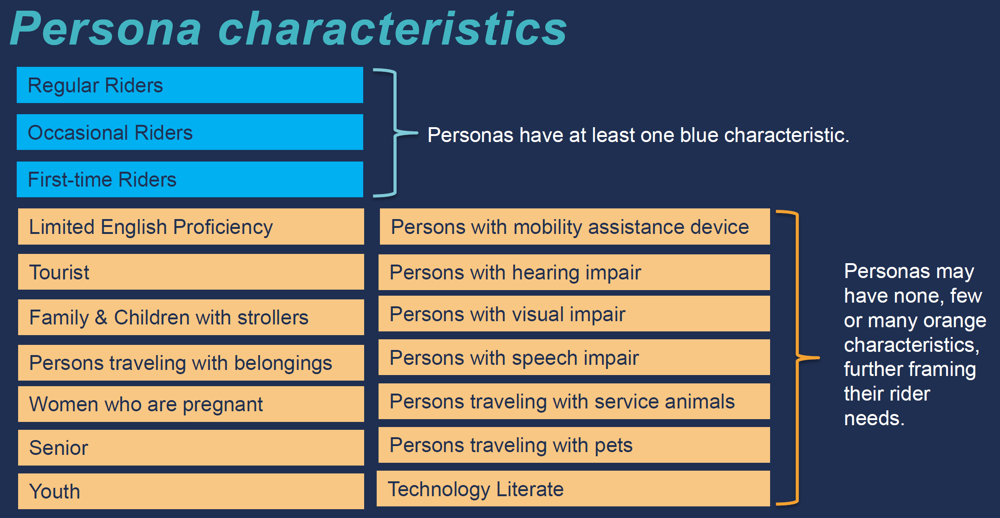 Persona characteristics
Regular Riders
Occasional Riders
First-time Riders
Personas have at least one blue characteristic.
Limited English Proficiency
Tourist
Family & Children with strollers
Persons traveling with belongings
Women who are pregnant
Senior
Youth
Persons with mobility assistance device
Persons with hearing impair
Persons with visual impair
Persons with speech impair
Persons traveling with service animals
Persons traveling with pets
Technology Literate
Personas may
have none, few
or many orange
characteristics,
further framing
their rider
needs.